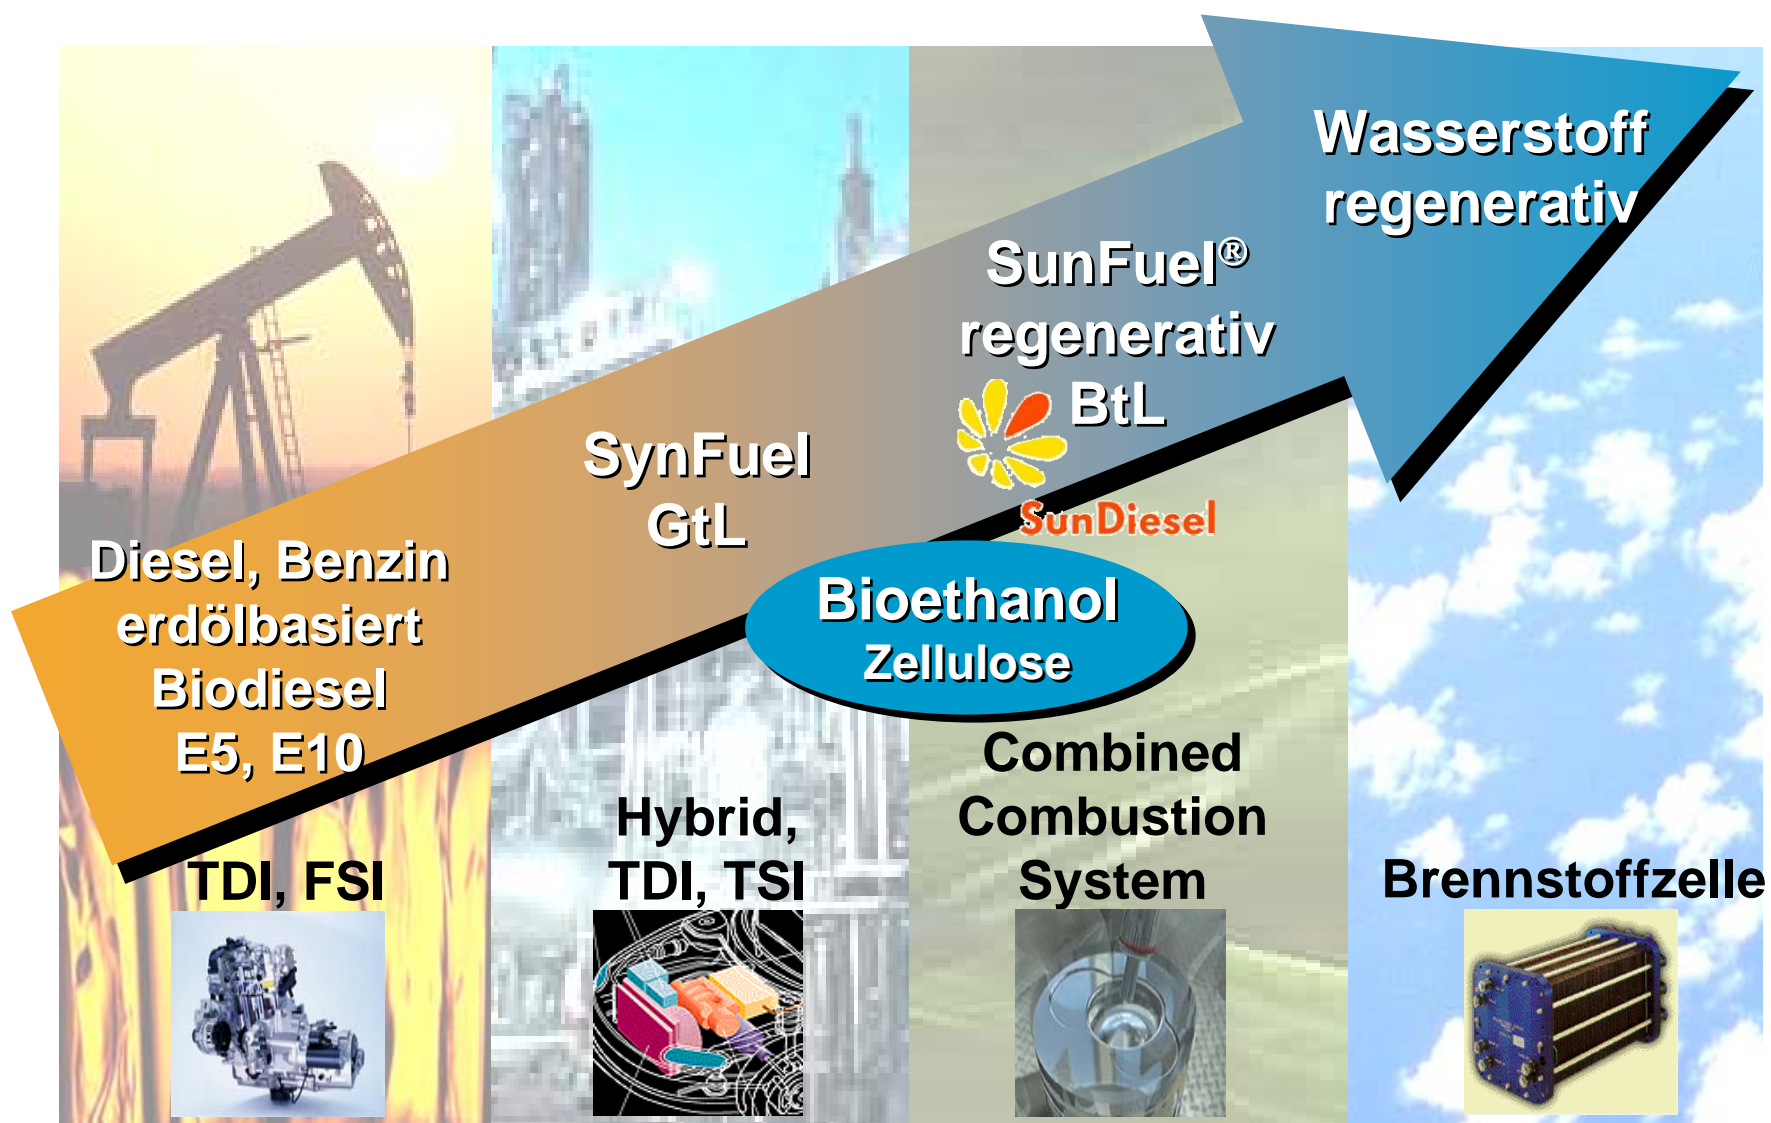 Wasserstoff
regenerativ
SunFuel®
regenerativ
BtL
SunDiesel
SynFuel
GtL
Diesel, Benzin
erdölbasiert
Biodiesel
E5, E10
Bioethanol
Zellulose
TDI, FSI
Hybrid,
TDI, TSI
Combined
Combustion
System
Brennstoffzelle